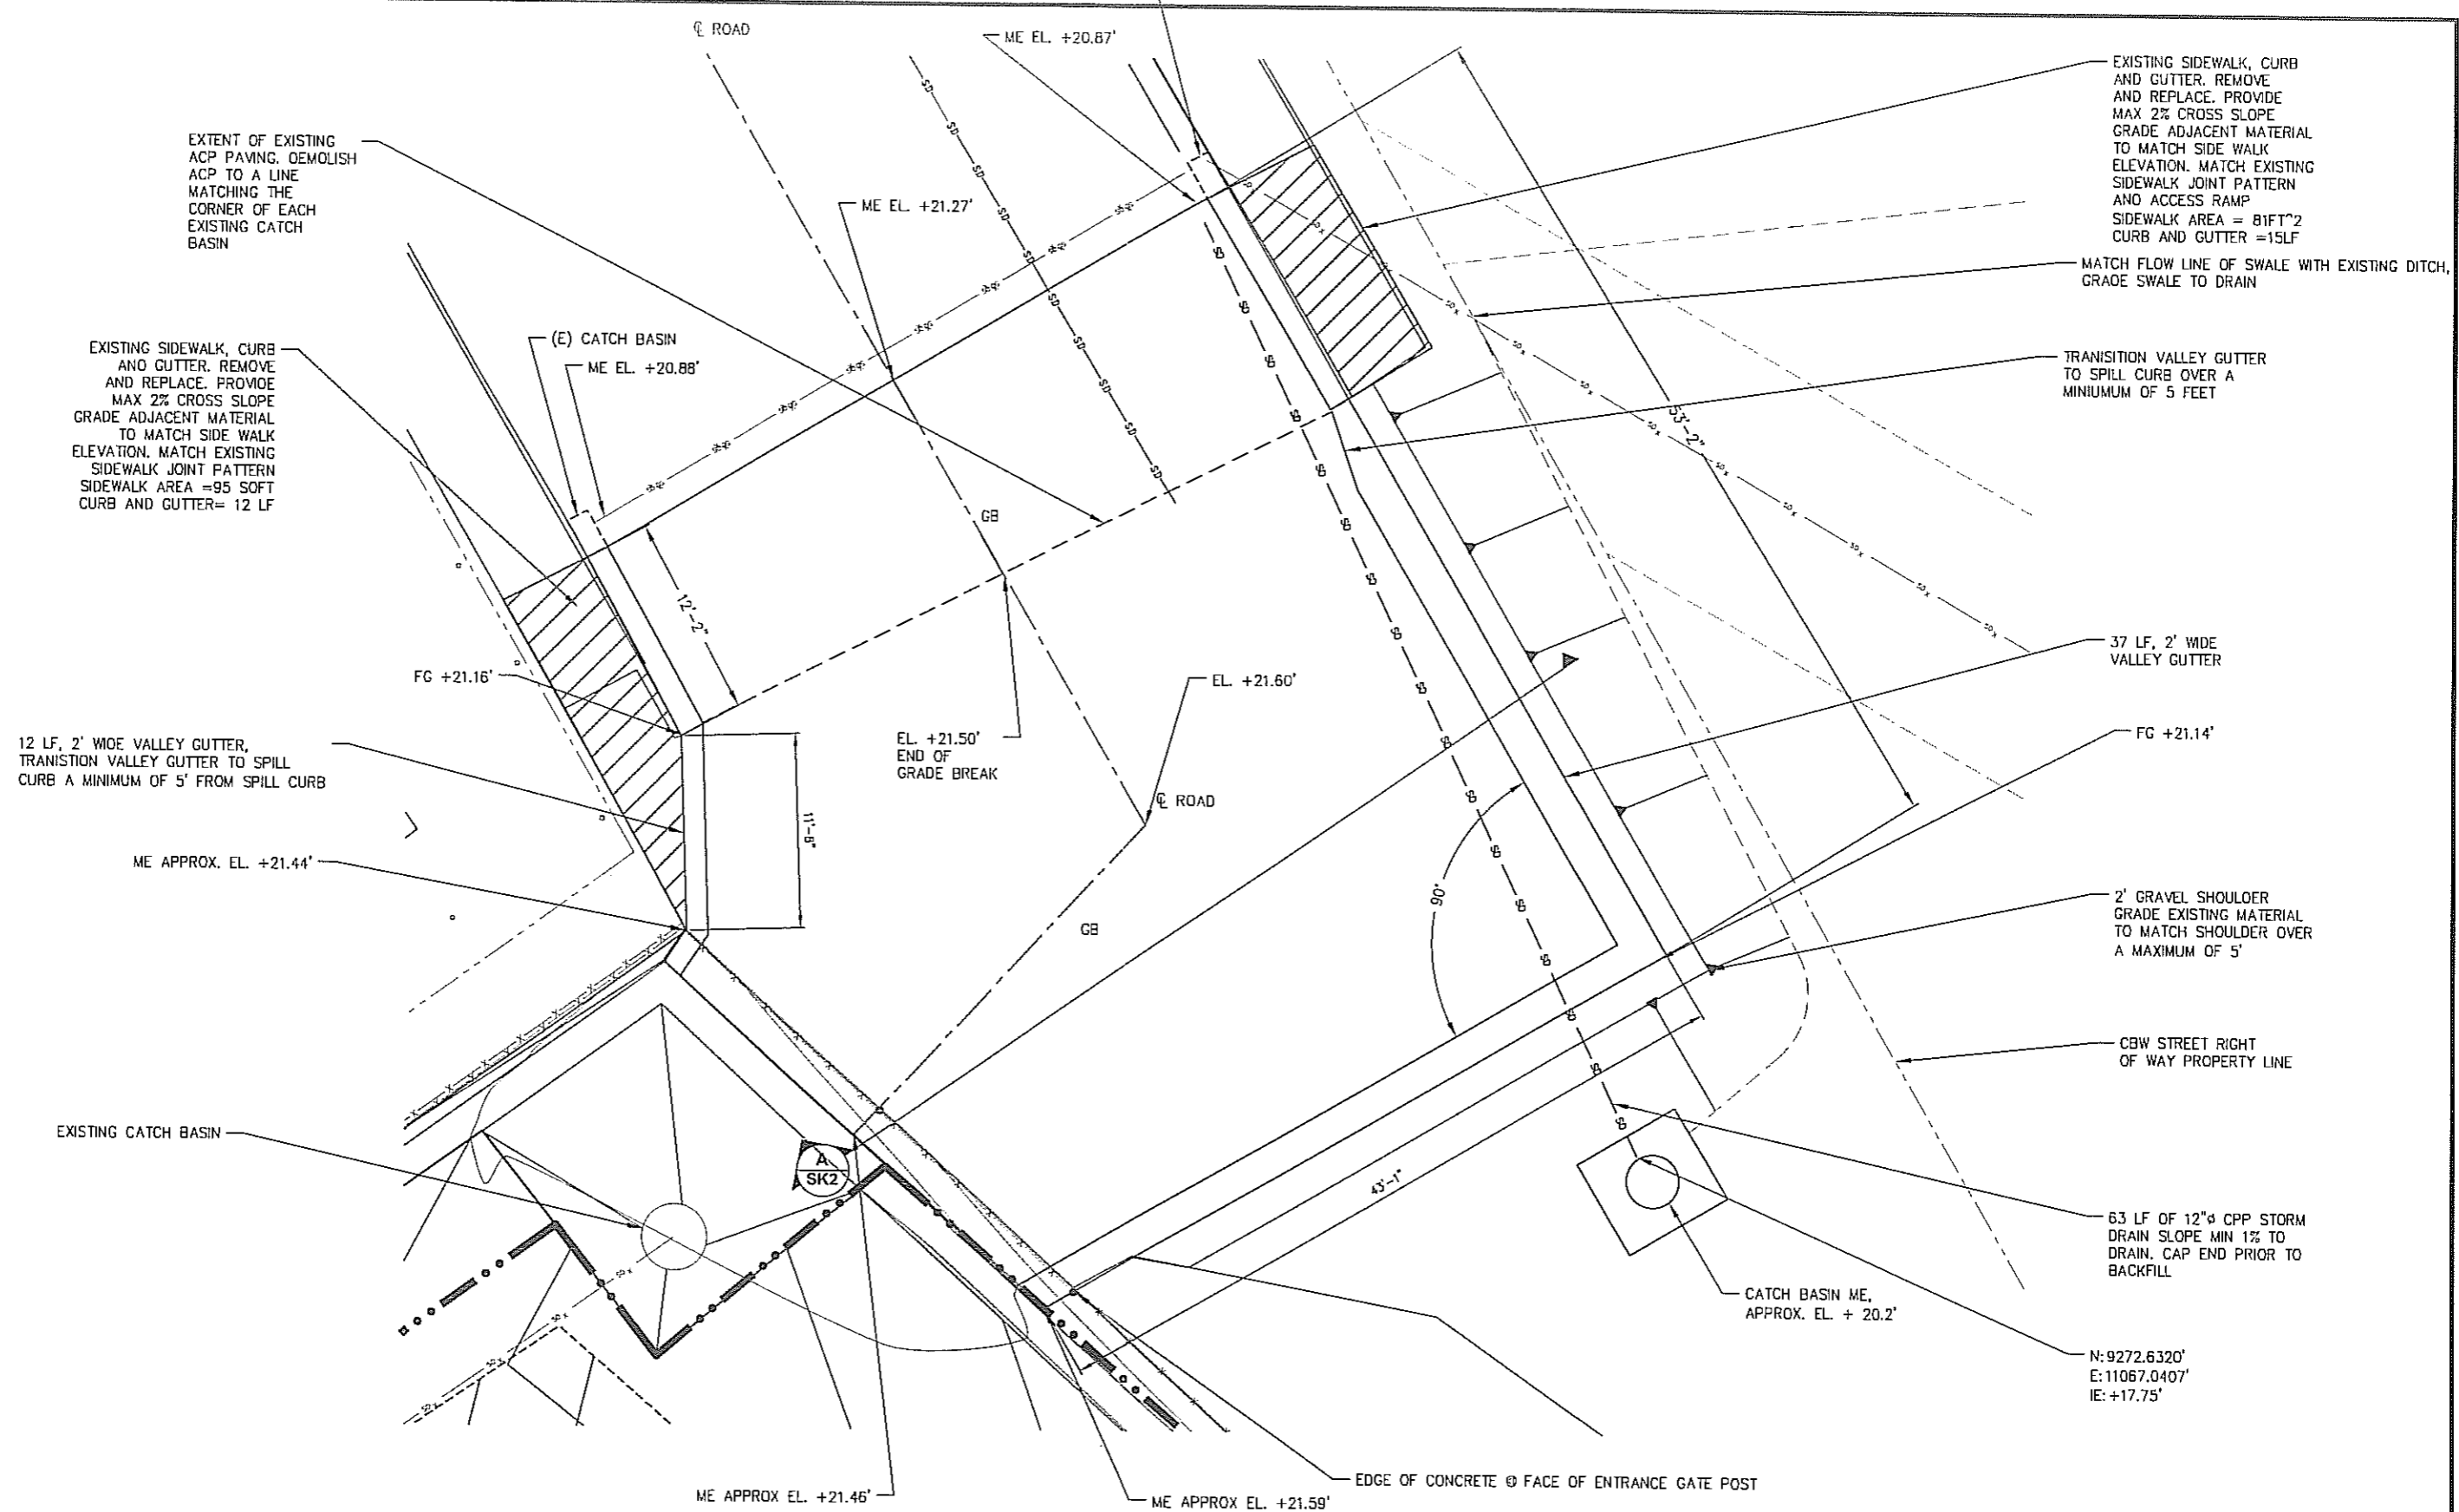 ℄ ROAD
ME EL. +20.87'
EXISTING SIDEWALK, CURB
AND GUTTER. REMOVE
AND REPLACE. PROVIDE
MAX 2% CROSS SLOPE
GRADE ADJACENT MATERIAL
TO MATCH SIDE WALK
ELEVATION. MATCH EXISTING
SIDEWALK JOINT PATTERN
AND ACCESS RAMP
SIDEWALK AREA = 81FT^2
CURB AND GUTTER =15LF
EXTENT OF EXISTING
ACP PAVING. DEMOLISH
ACP TO A LINE
MATCHING THE
CORNER OF EACH
EXISTING CATCH
BASIN
ME EL. +21.27'
MATCH FLOW LINE OF SWALE WITH EXISTING DITCH,
GRADE SWALE TO DRAIN
(E) CATCH BASIN
ME EL. +20.88'
EXISTING SIDEWALK, CURB
AND GUTTER. REMOVE
AND REPLACE. PROVIDE
MAX 2% CROSS SLOPE
GRADE ADJACENT MATERIAL
TO MATCH SIDE WALK
ELEVATION. MATCH EXISTING
SIDEWALK JOINT PATTERN
SIDEWALK AREA =95 SQFT
CURB AND GUTTER= 12 LF
TRANISITION VALLEY GUTTER
TO SPILL CURB OVER A
MINIUMUM OF 5 FEET
53'-2"
SD
SD
SD
SD
SD
SD
SD
SD
GB
12'-2"
FG +21.16'
EL. +21.60'
37 LF, 2' WIDE
VALLEY GUTTER
12 LF, 2' WIDE VALLEY GUTTER,
TRANISTION VALLEY GUTTER TO SPILL
CURB A MINIMUM OF 5' FROM SPILL CURB
EL. +21.50'
END OF
GRADE BREAK
FG +21.14'
℄ ROAD
11'-8"
ME APPROX. EL. +21.44'
90°
GB
2' GRAVEL SHOULDER
GRADE EXISTING MATERIAL
TO MATCH SHOULDER OVER
A MAXIMUM OF 5'
CBW STREET RIGHT
OF WAY PROPERTY LINE
EXISTING CATCH BASIN
A
SK2
43'-1"
63 LF OF 12"ø CPP STORM
DRAIN SLOPE MIN 1% TO
DRAIN. CAP END PRIOR TO
BACKFILL
CATCH BASIN ME,
APPROX. EL. + 20.2'
N: 9272.6320'
E: 11067.0407'
IE: +17.75'
EDGE OF CONCRETE @ FACE OF ENTRANCE GATE POST
ME APPROX EL. +21.46'
ME APPROX EL. +21.59'